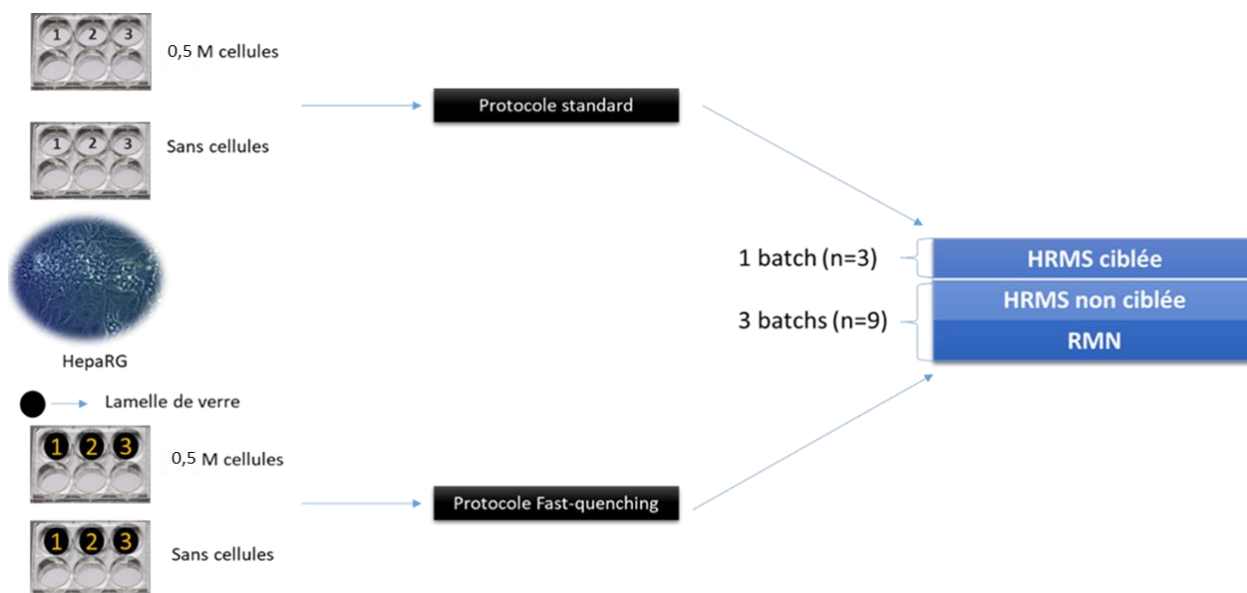 1 2 3
0,5 M cellules
Protocole standard
1 2 3
Sans cellules
1 batch (n=3)
HRMS ciblée
3 batchs (n=9)
HRMS non ciblée
RMN
HepaRG
Lamelle de verre
1 2 3
0,5 M cellules
Protocole Fast-quenching
1 2 3
Sans cellules